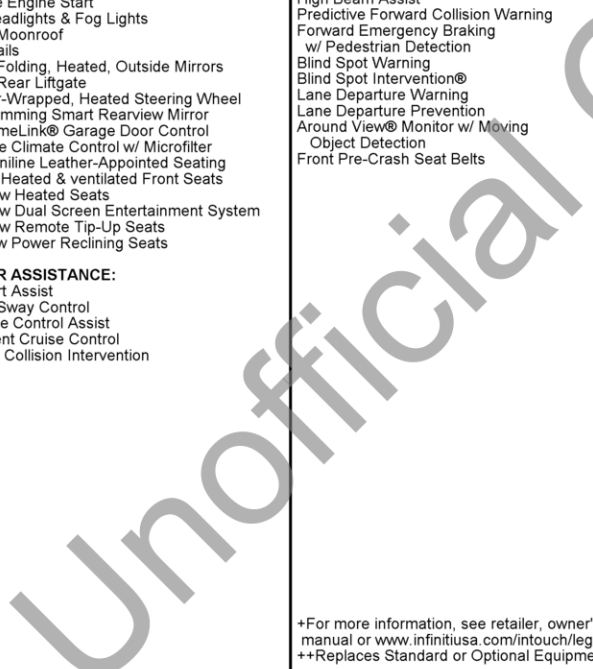 Engine Start
Headlights & Fog Lights
Moonroof
Folding, Heated, Outside Mirrors
Rear Liftgate
-Wrapped, Heated Steering Wheel
Smart Rearview Mirror
meLink® Garage Door Control
Climate Control w/ Microfilter
niline Leather-Appointed Seating
Heated & ventilated Front Seats
w Heated Seats
w Dual Screen Entertainment System
w Remote Tip-Up Seats
w Power Reclining Seats
R ASSISTANCE:
rt Assist
Sway Control
e Control Assist
nt Cruise Control
Collision Intervention
High Beam Assist
Predictive Forward Collision Warning
Forward Emergency Braking
w/ Pedestrian Detection
Blind Spot Warning
Blind Spot Intervention®
Lane Departure Warning
Lane Departure Prevention
Around View® Monitor w/ Moving
Object Detection
Front Pre-Crash Seat Belts
+For more information, see retailer, owner'
manual or www.infinitiusa.com/intouch/leg
++Replaces Standard or Optional Equipme
Unofficial